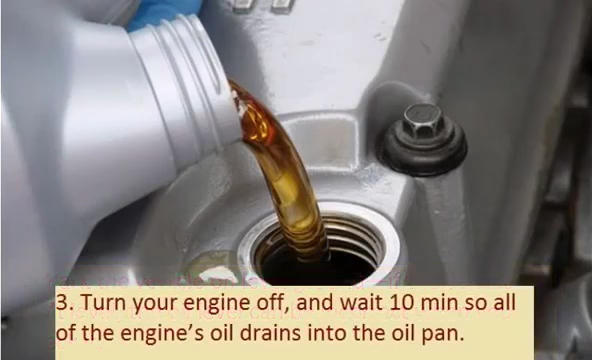 3. Turn your engine off, and wait 10 min so all
of the engine's oil drains into the oil pan.